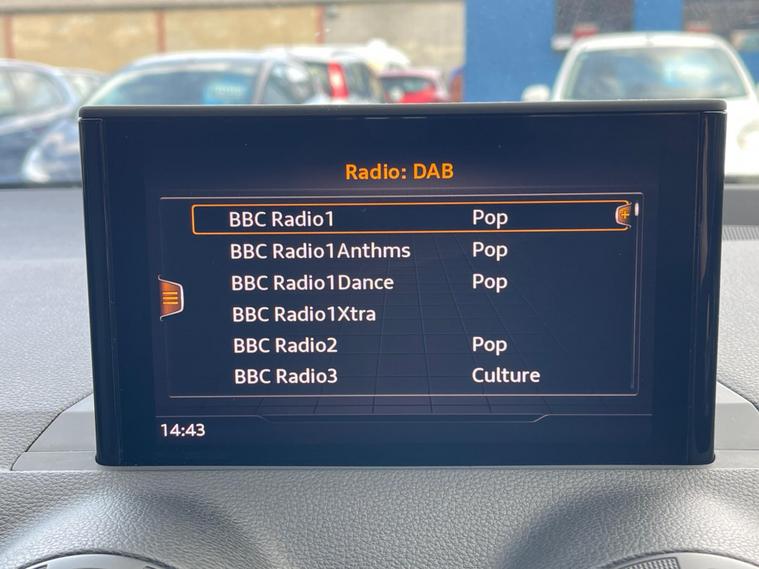 Radio: DAB
BBC Radio1 Pop
BBC Radio1Anthms Pop
BBC Radio1Dance Pop
BBC Radio1Xtra
BBC Radio2 Pop
BBC Radio3 Culture
14:43